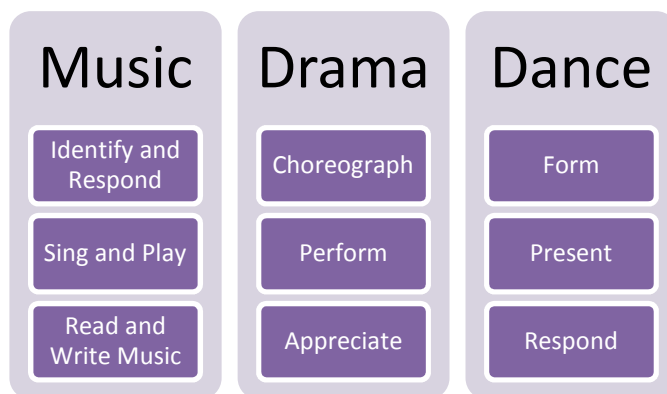 Music
Identify and
Respond
Sing and Play
Read and
Write Music
Drama
Choreograph
Perform
Appreciate
Dance
Form
Present
Respond